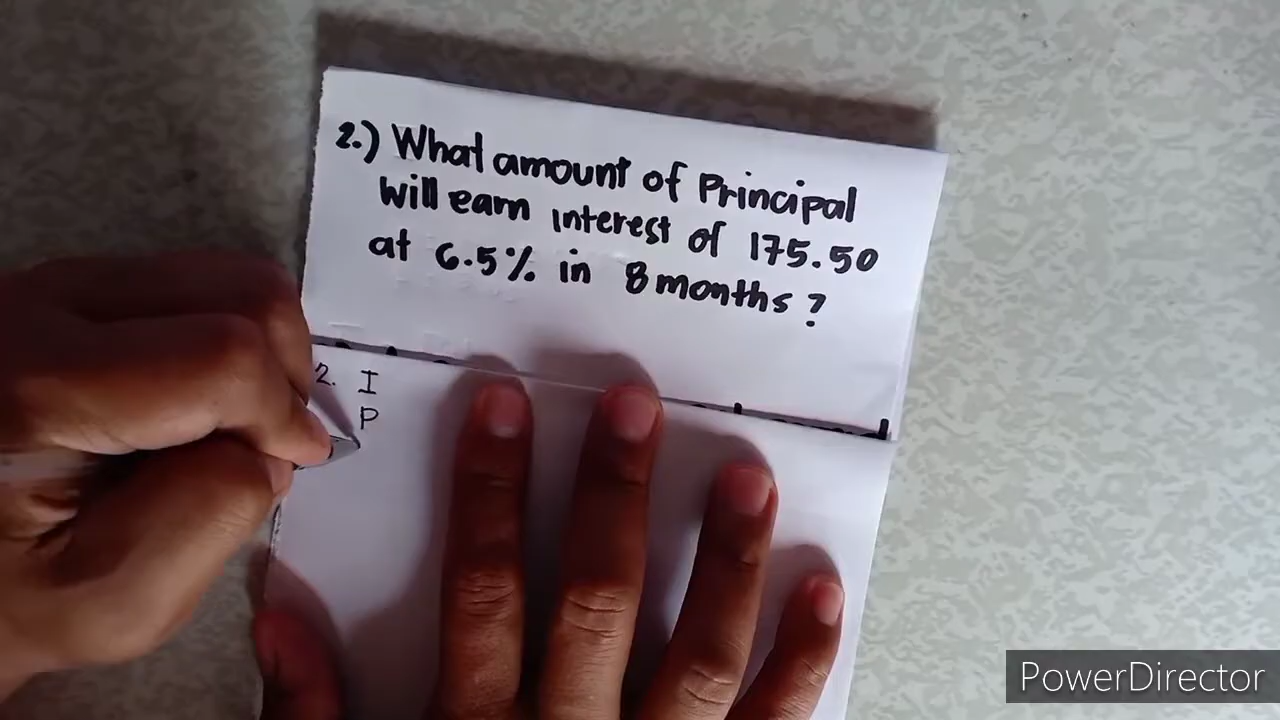 2.) What amount of Principal
will earn interest of 175.50
at 6.5% in 8 months ?
2. I
P
PowerDirector